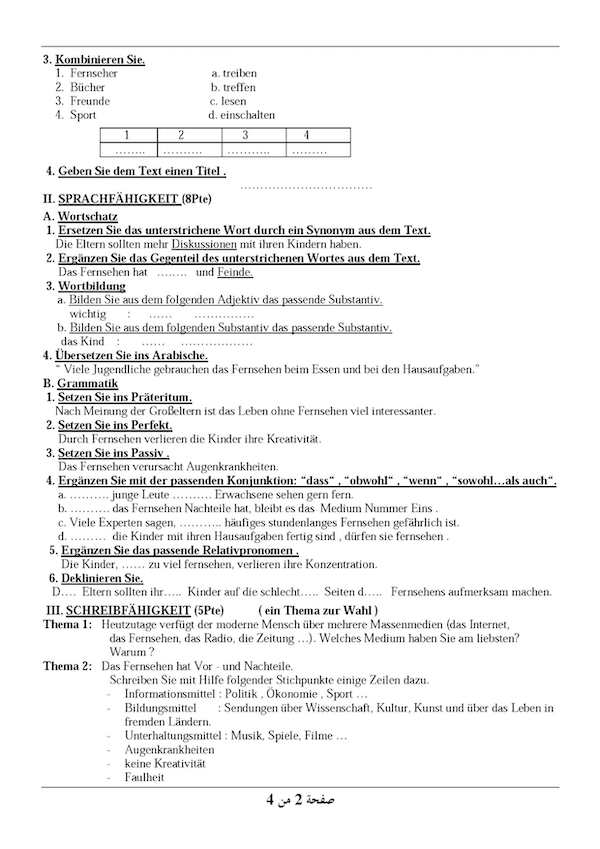 3. Kombinieren Sie.
1. Fernseher a. treiben
2. Bücher b. treffen
3. Freunde c. lesen
4. Sport d. einschalten
1 2 3 4
…….. ………. ……….. ………
4. Geben Sie dem Text einen Titel .
……………………………
II. SPRACHFÄHIGKEIT (8Pte)
A. Wortschatz
1. Ersetzen Sie das unterstrichene Wort durch ein Synonym aus dem Text.
Die Eltern sollten mehr Diskussionen mit ihren Kindern haben.
2. Ergänzen Sie das Gegenteil des unterstrichenen Wortes aus dem Text.
Das Fernsehen hat …….. und Feinde.
3. Wortbildung
a. Bilden Sie aus dem folgenden Adjektiv das passende Substantiv.
wichtig : …… ……………
b. Bilden Sie aus dem folgenden Substantiv das passende Substantiv.
das Kind : …… ………………
4. Übersetzen Sie ins Arabische.
“ Viele Jugendliche gebrauchen das Fernsehen beim Essen und bei den Hausaufgaben.”
B. Grammatik
1. Setzen Sie ins Präteritum.
Nach Meinung der Großeltern ist das Leben ohne Fernsehen viel interessanter.
2. Setzen Sie ins Perfekt.
Durch Fernsehen verlieren die Kinder ihre Kreativität.
3. Setzen Sie ins Passiv .
Das Fernsehen verursacht Augenkrankheiten.
4. Ergänzen Sie mit der passenden Konjunktion: “dass“ , “obwohl“ , “wenn“ , “sowohl…als auch“.
a. ………. junge Leute ………. Erwachsene sehen gern fern.
b. ………. das Fernsehen Nachteile hat, bleibt es das Medium Nummer Eins .
c. Viele Experten sagen, ……….. häufiges stundenlanges Fernsehen gefährlich ist.
d. ……… die Kinder mit ihren Hausaufgaben fertig sind , dürfen sie fernsehen .
5. Ergänzen Sie das passende Relativpronomen .
Die Kinder, …… zu viel fernsehen, verlieren ihre Konzentration.
6. Deklinieren Sie.
D…. Eltern sollten ihr….. Kinder auf die schlecht….. Seiten d….. Fernsehens aufmerksam machen.
III. SCHREIBFÄHIGKEIT (5Pte) ( ein Thema zur Wahl )
Thema 1: Heutzutage verfügt der moderne Mensch über mehrere Massenmedien (das Internet,
das Fernsehen, das Radio, die Zeitung …). Welches Medium haben Sie am liebsten?
Warum ?
Thema 2: Das Fernsehen hat Vor - und Nachteile.
Schreiben Sie mit Hilfe folgender Stichpunkte einige Zeilen dazu.
- Informationsmittel : Politik , Ökonomie , Sport …
- Bildungsmittel : Sendungen über Wissenschaft, Kultur, Kunst und über das Leben in
fremden Ländern.
- Unterhaltungsmittel : Musik, Spiele, Filme …
- Augenkrankheiten
- keine Kreativität
- Faulheit
صفحة 2 من 4